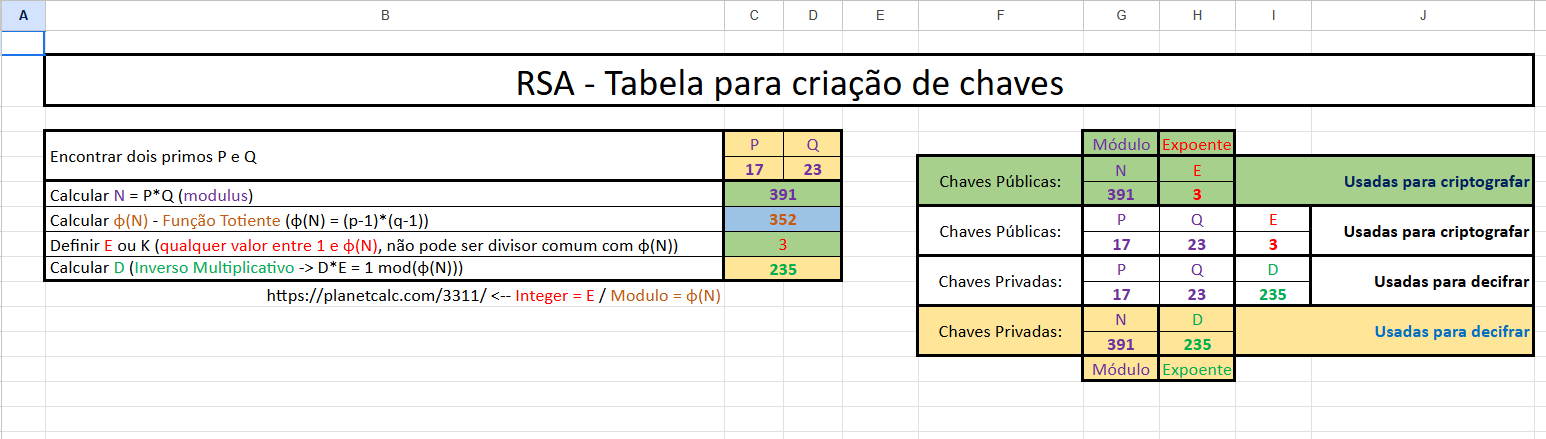 A B C D E F G H I J
RSA - Tabela para criação de chaves
Encontrar dois primos P e Q
P Q
17 23
Calcular N = P*Q (modulus) 391
Calcular ϕ(N) - Função Totiente (ϕ(N) = (p-1)*(q-1)) 352
Definir E ou K (qualquer valor entre 1 e ϕ(N), não pode ser divisor comum com ϕ(N)) 3
Calcular D (Inverso Multiplicativo -> D*E = 1 mod(ϕ(N))) 235
https://planetcalc.com/3311/ <-- Integer = E / Modulo = ϕ(N)
Módulo Expoente
Chaves Públicas:
N E
391 3
Usadas para criptografar
Chaves Públicas:
P Q E
17 23 3
Usadas para criptografar
Chaves Privadas:
P Q D
17 23 235
Usadas para decifrar
Chaves Privadas:
N D
391 235
Usadas para decifrar
Módulo Expoente